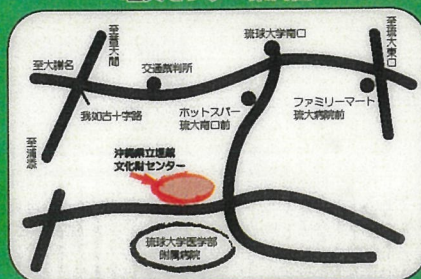 琉球大学南口
至琉大東口
至普天間
至大謝名
交通裁判所
我如古十字路
ホットスパー
琉大南口前
ファミリーマート
琉大病院前
至浦添
沖縄県立埋蔵
文化財センター
琉球大学医学部
附属病院